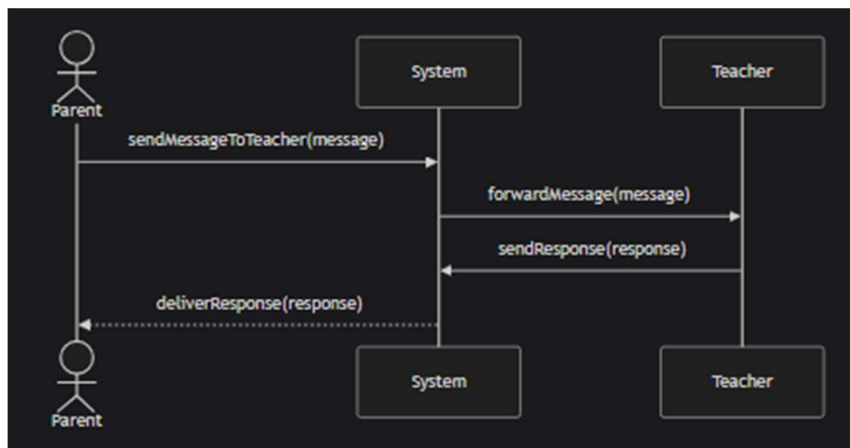 System
Teacher
Parent
sendMessageToTeacher(message)
forwardMessage(message)
sendResponse(response)
deliverResponse(response)
System
Teacher
Parent